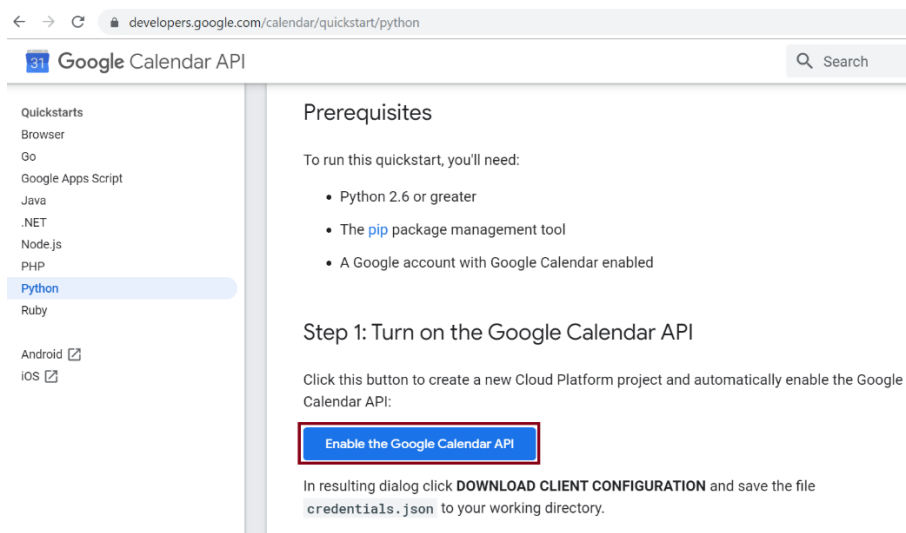 developers.google.com/calendar/quickstart/python
31 Google Calendar API
Search
Quickstarts
Browser
Go
Google Apps Script
Java
.NET
Node.js
PHP
Python
Ruby
Android
iOS
Prerequisites
To run this quickstart, you'll need:
• Python 2.6 or greater
• The pip package management tool
• A Google account with Google Calendar enabled
Step 1: Turn on the Google Calendar API
Click this button to create a new Cloud Platform project and automatically enable the Google
Calendar API:
Enable the Google Calendar API
In resulting dialog click DOWNLOAD CLIENT CONFIGURATION and save the file
credentials.json to your working directory.